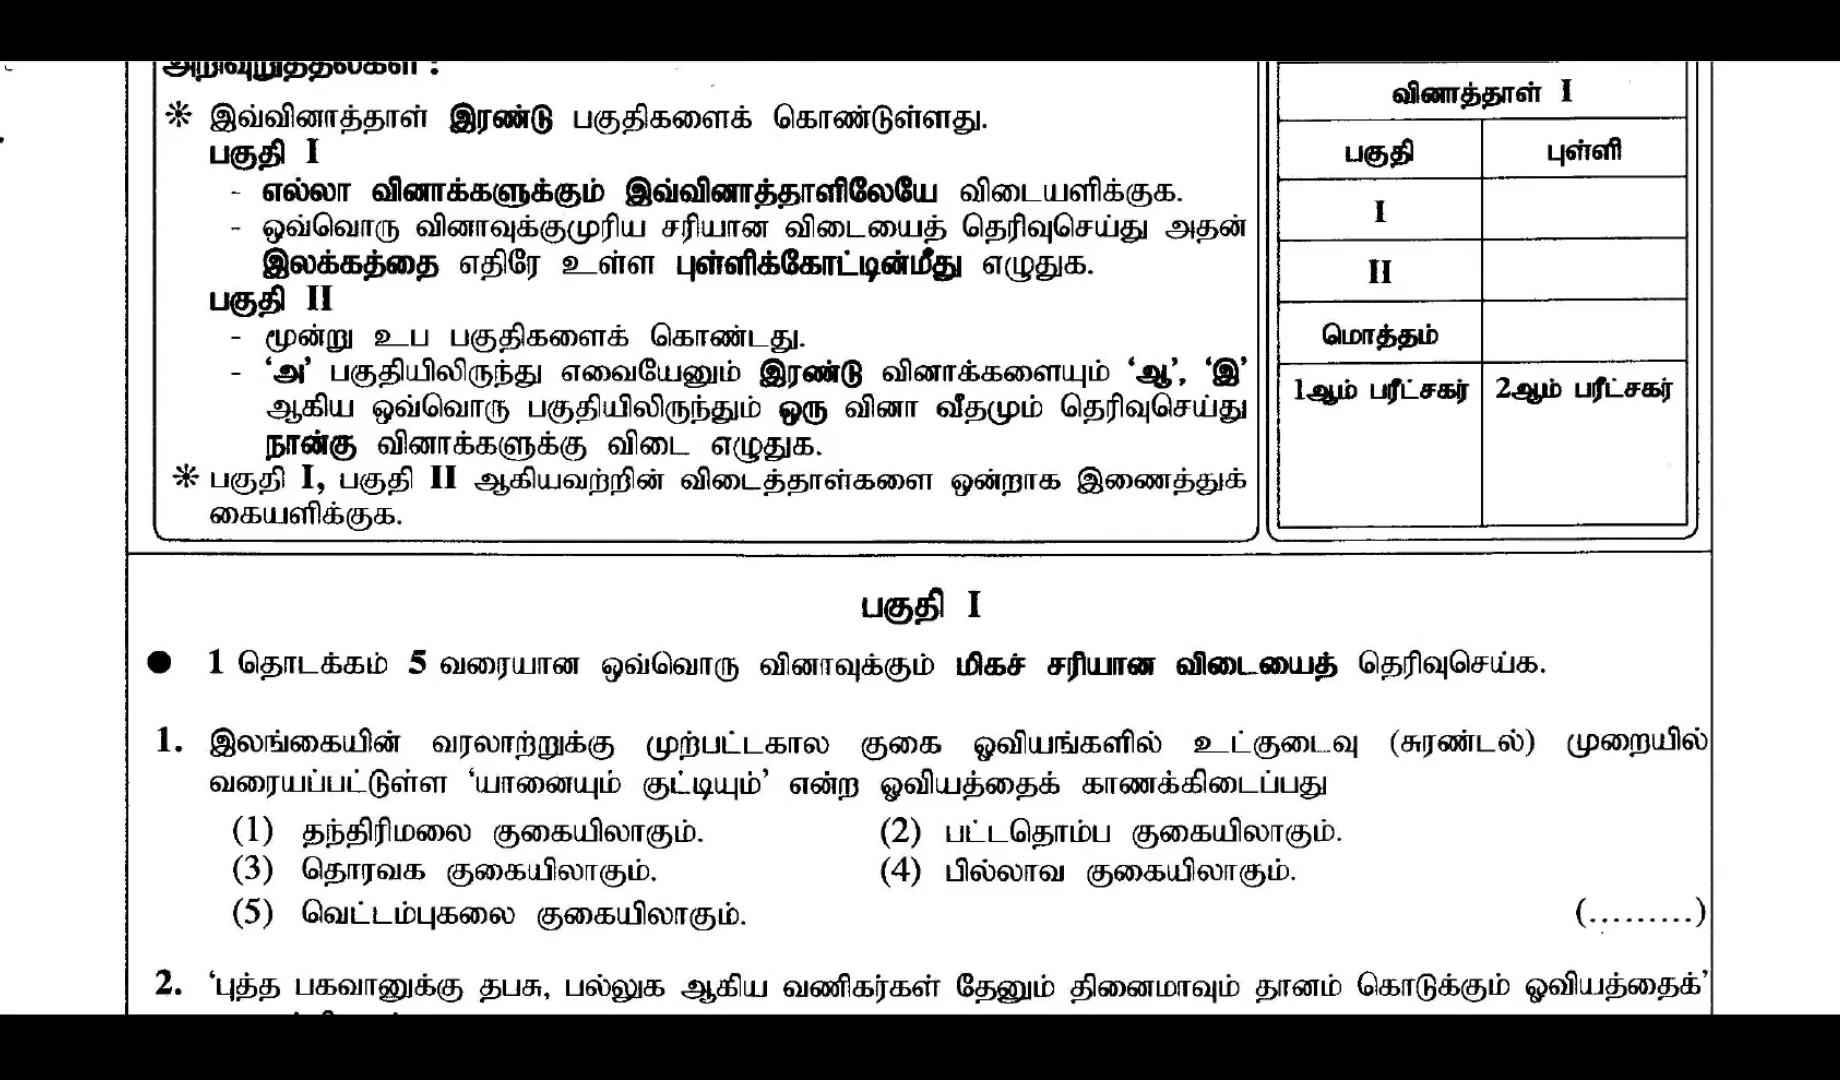 அறிவுறுத்தல்கள் :
✳ இவ்வினாத்தாள் இரண்டு பகுதிகளைக் கொண்டுள்ளது.
பகுதி I
- எல்லா வினாக்களுக்கும் இவ்வினாத்தாளிலேயே விடையளிக்குக.
- ஒவ்வொரு வினாவுக்குமுரிய சரியான விடையைத் தெரிவுசெய்து அதன்
இலக்கத்தை எதிரே உள்ள புள்ளிக்கோட்டின்மீது எழுதுக.
பகுதி II
- மூன்று உப பகுதிகளைக் கொண்டது.
- ‘அ’ பகுதியிலிருந்து எவையேனும் இரண்டு வினாக்களையும் ‘ஆ’, ‘இ’
ஆகிய ஒவ்வொரு பகுதியிலிருந்தும் ஒரு வினா வீதமும் தெரிவுசெய்து
நான்கு வினாக்களுக்கு விடை எழுதுக.
✳ பகுதி I, பகுதி II ஆகியவற்றின் விடைத்தாள்களை ஒன்றாக இணைத்துக்
கையளிக்குக.
வினாத்தாள் I
பகுதி புள்ளி
I
II
மொத்தம்
1ஆம் பரீட்சகர் 2ஆம் பரீட்சகர்
பகுதி I
● 1 தொடக்கம் 5 வரையான ஒவ்வொரு வினாவுக்கும் மிகச் சரியான விடையைத் தெரிவுசெய்க.
1. இலங்கையின் வரலாற்றுக்கு முற்பட்டகால குகை ஓவியங்களில் உட்குடைவு (சுரண்டல்) முறையில்
வரையப்பட்டுள்ள ‘யானையும் குட்டியும்’ என்ற ஓவியத்தைக் காணக்கிடைப்பது
(1) தந்திரிமலை குகையிலாகும். (2) பட்டதொம்ப குகையிலாகும்.
(3) தொரவக குகையிலாகும். (4) பில்லாவ குகையிலாகும்.
(5) வெட்டம்புகலை குகையிலாகும். (.........)
2. ‘புத்த பகவானுக்கு தபசு, பல்லுக ஆகிய வணிகர்கள் தேனும் தினைமாவும் தானம் கொடுக்கும் ஓவியத்தைக்’